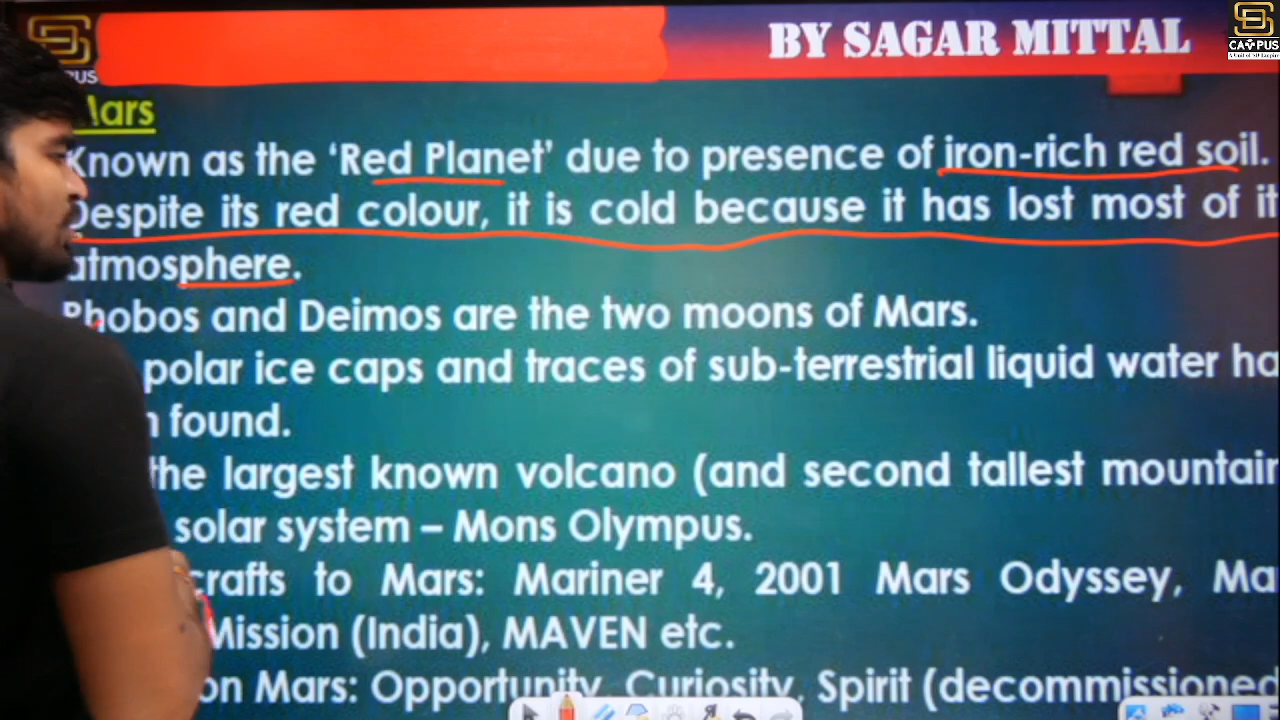 BY SAGAR MITTAL
CAMPUS
Mars
Known as the ‘Red Planet’ due to presence of iron-rich red soil.
Despite its red colour, it is cold because it has lost most of it
atmosphere.
Phobos and Deimos are the two moons of Mars.
polar ice caps and traces of sub-terrestrial liquid water ha
found.
the largest known volcano (and second tallest mountain
solar system – Mons Olympus.
crafts to Mars: Mariner 4, 2001 Mars Odyssey, Ma
Mission (India), MAVEN etc.
on Mars: Opportunity, Curiosity, Spirit (decommissioned